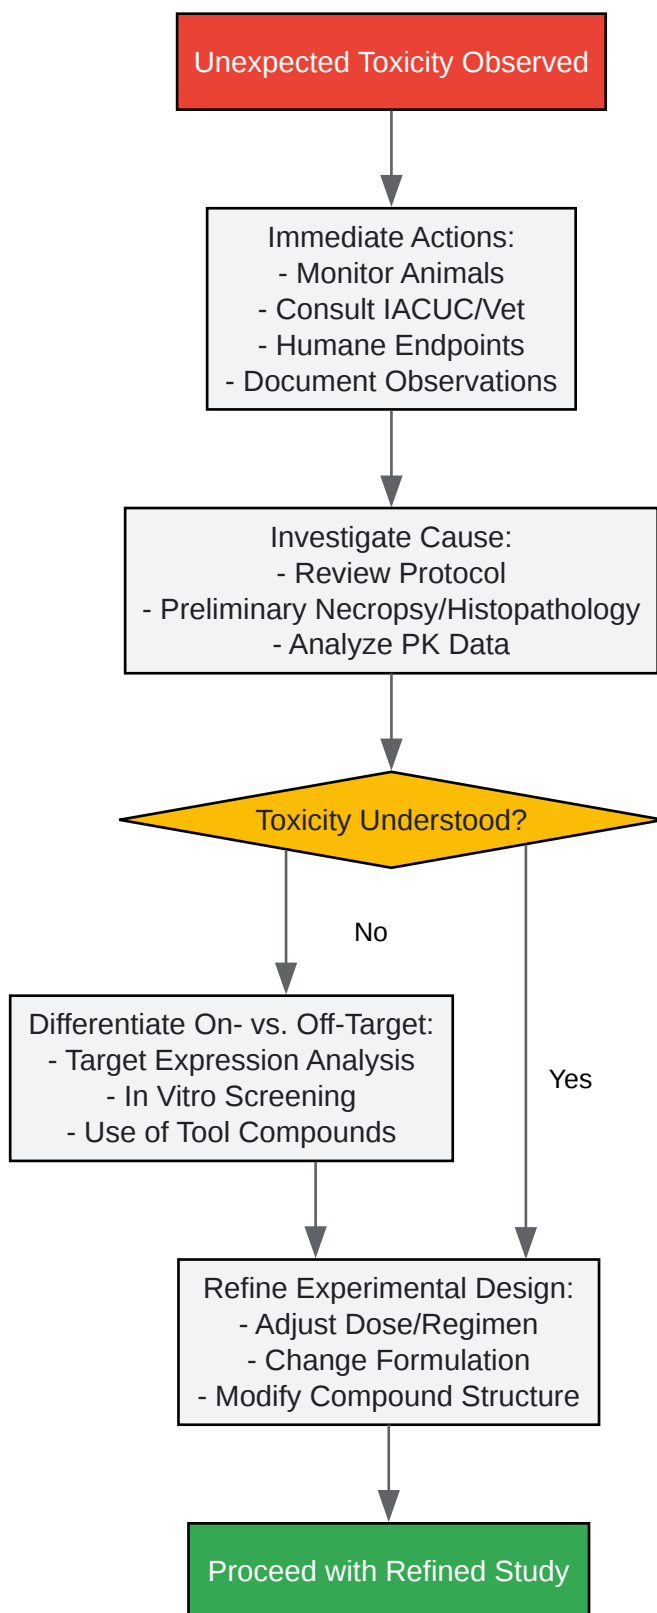 Unexpected Toxicity Observed
Immediate Actions:
- Monitor Animals
- Consult IACUC/Vet
- Humane Endpoints
- Document Observations
Investigate Cause:
- Review Protocol
- Preliminary Necropsy/Histopathology
- Analyze PK Data
Toxicity Understood?
No
Differentiate On- vs. Off-Target:
- Target Expression Analysis
- In Vitro Screening
- Use of Tool Compounds
Yes
Refine Experimental Design:
- Adjust Dose/Regimen
- Change Formulation
- Modify Compound Structure
Proceed with Refined Study